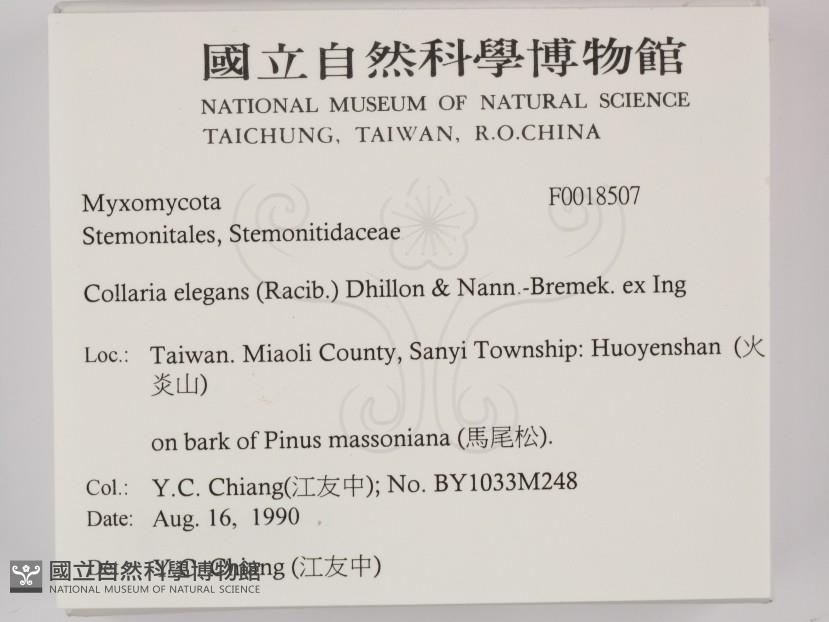 國立自然科學博物館
NATIONAL MUSEUM OF NATURAL SCIENCE
TAICHUNG, TAIWAN, R.O.CHINA
Myxomycota F0018507
Stemonitales, Stemonitidaceae
Collaria elegans (Racib.) Dhillon & Nann.-Bremek. ex Ing
Loc.: Taiwan. Miaoli County, Sanyi Township: Huoyenshan (火
炎山)
on bark of Pinus massoniana (馬尾松).
Col.: Y.C. Chiang(江友中); No. BY1033M248
Date: Aug. 16, 1990
Y.C. Chiang (江友中)
國立自然科學博物館
NATIONAL MUSEUM OF NATURAL SCIENCE